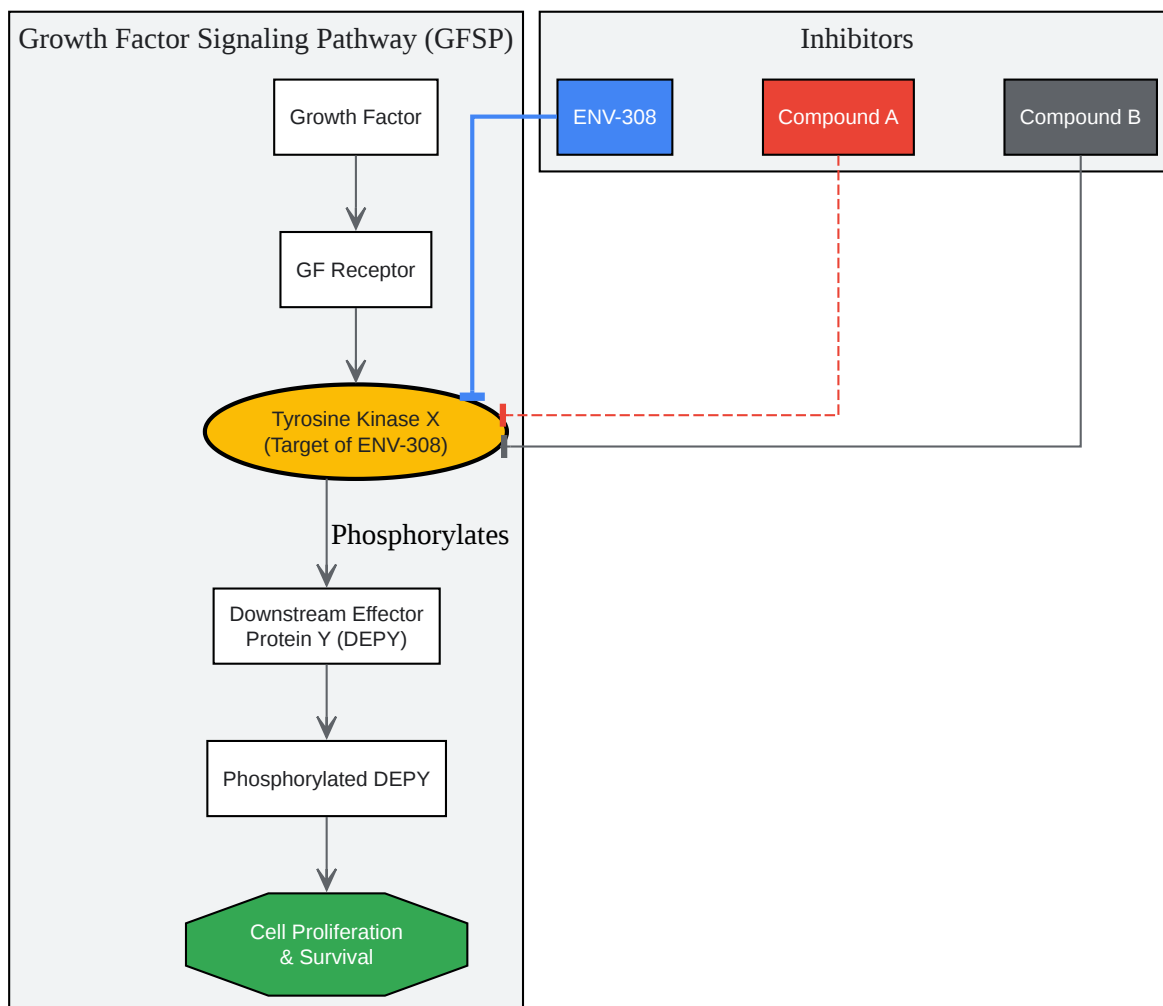 Growth Factor Signaling Pathway (GFSP)
Growth Factor
GF Receptor
Tyrosine Kinase X
(Target of ENV-308)
Phosphorylates
Downstream Effector
Protein Y (DEPY)
Phosphorylated DEPY
Cell Proliferation
& Survival
Inhibitors
ENV-308
Compound A
Compound B